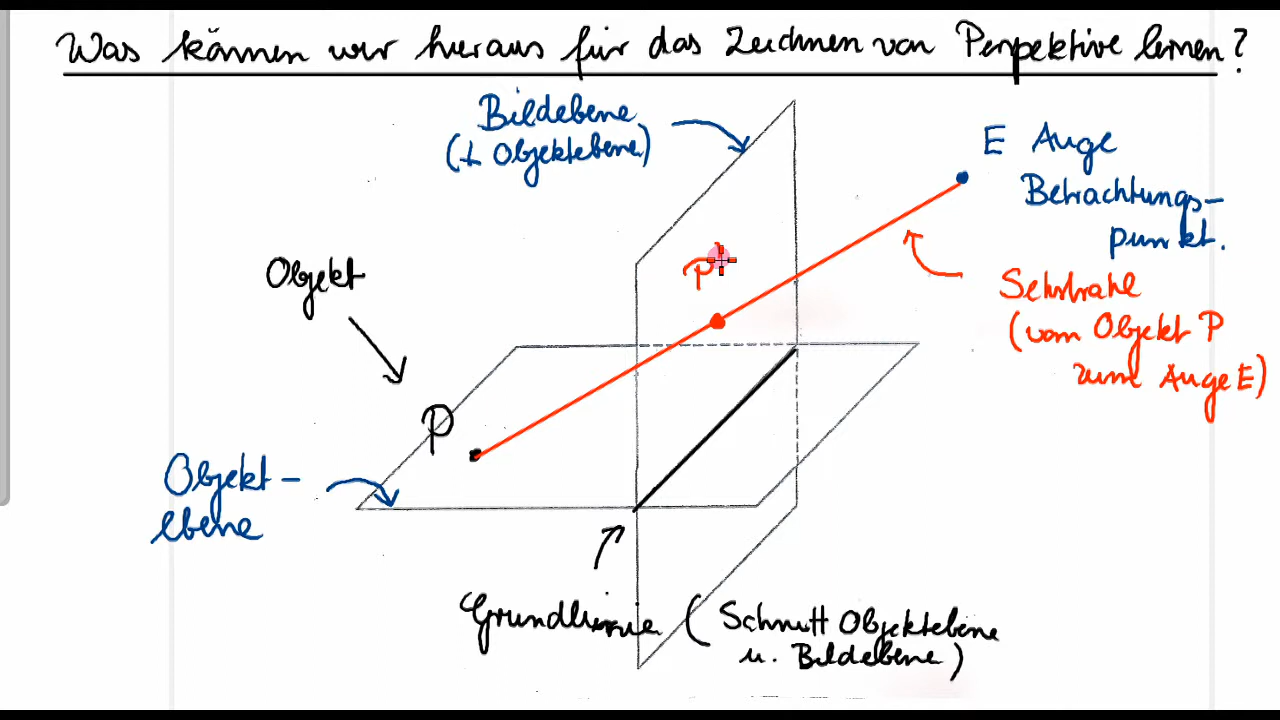 Was können wir hieraus für das Zeichnen von Perspektive lernen?
Bildebene
(⊥ Objektebene)
E Auge
Betrachtungs-
punkt.
Objekt
P'
Sehstrahl
(vom Objekt P
zum Auge E)
P
Objekt-
ebene
Grundlinie (Schnitt Objektebene
u. Bildebene)